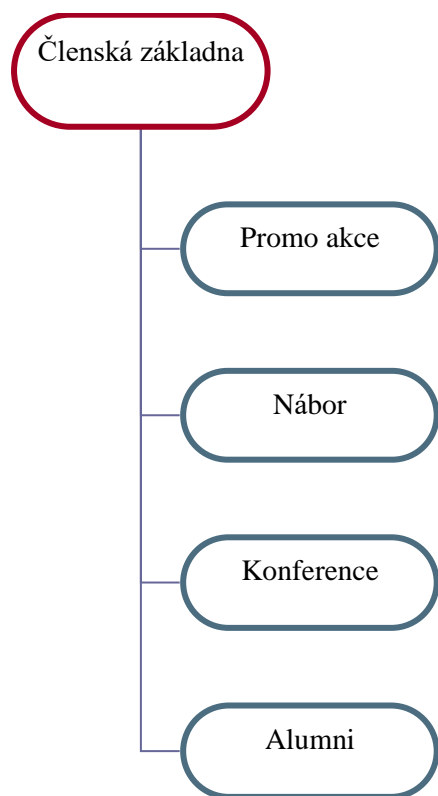 Členská základna
Promo akce
Nábor
Konference
Alumni